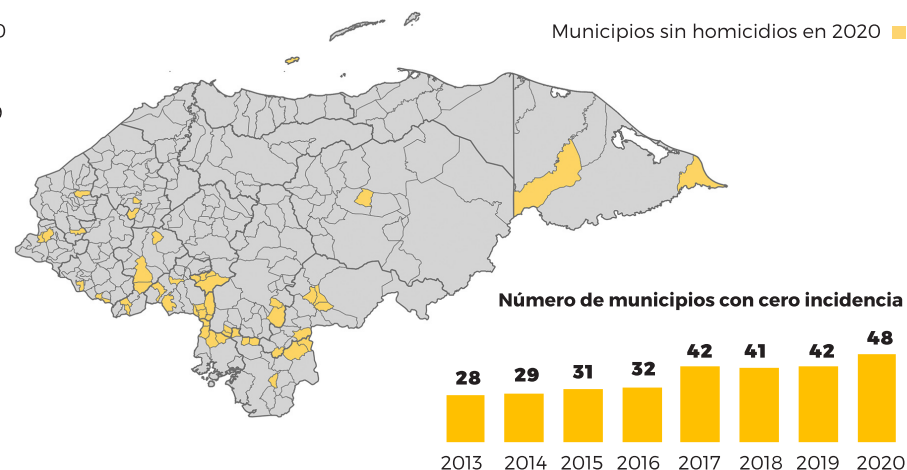 Municipios sin homicidios en 2020
Número de municipios con cero incidencia
28 29 31 32 42 41 42 48
2013 2014 2015 2016 2017 2018 2019 2020